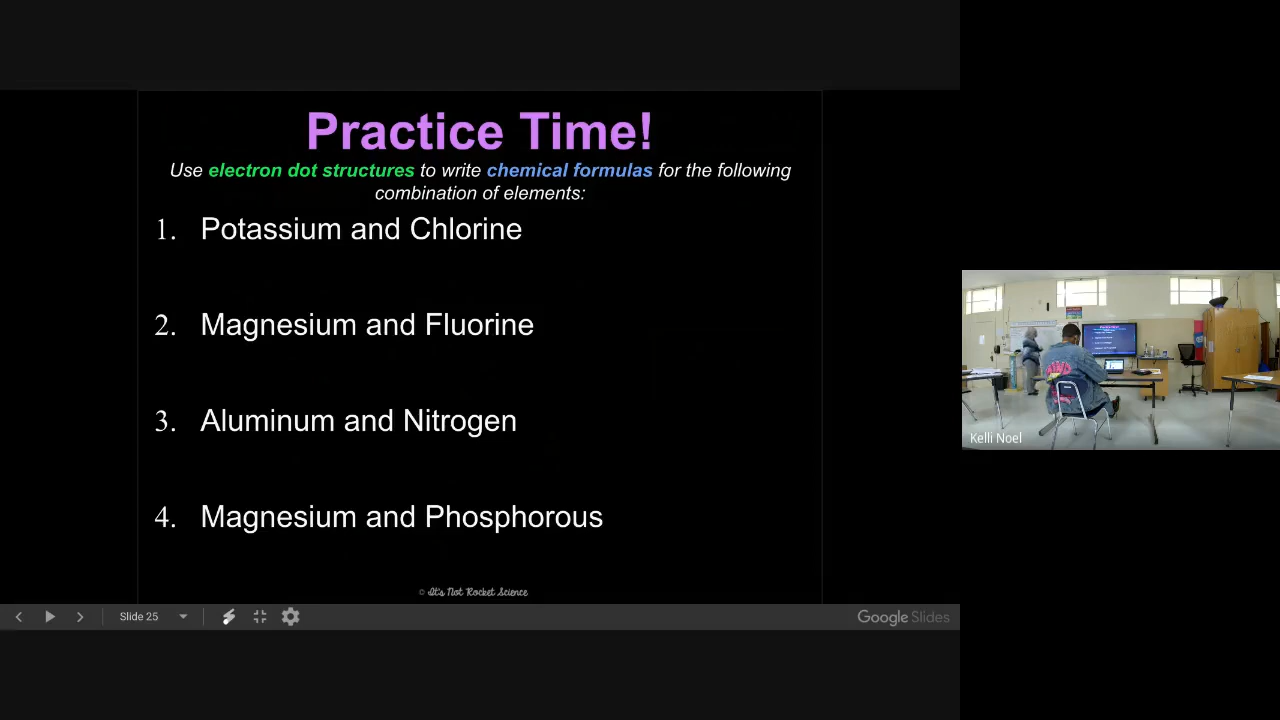 Practice Time!
Use electron dot structures to write chemical formulas for the following
combination of elements:
1. Potassium and Chlorine
2. Magnesium and Fluorine
3. Aluminum and Nitrogen
4. Magnesium and Phosphorous
© It's Not Rocket Science
Slide 25
Google Slides
Kelli Noel